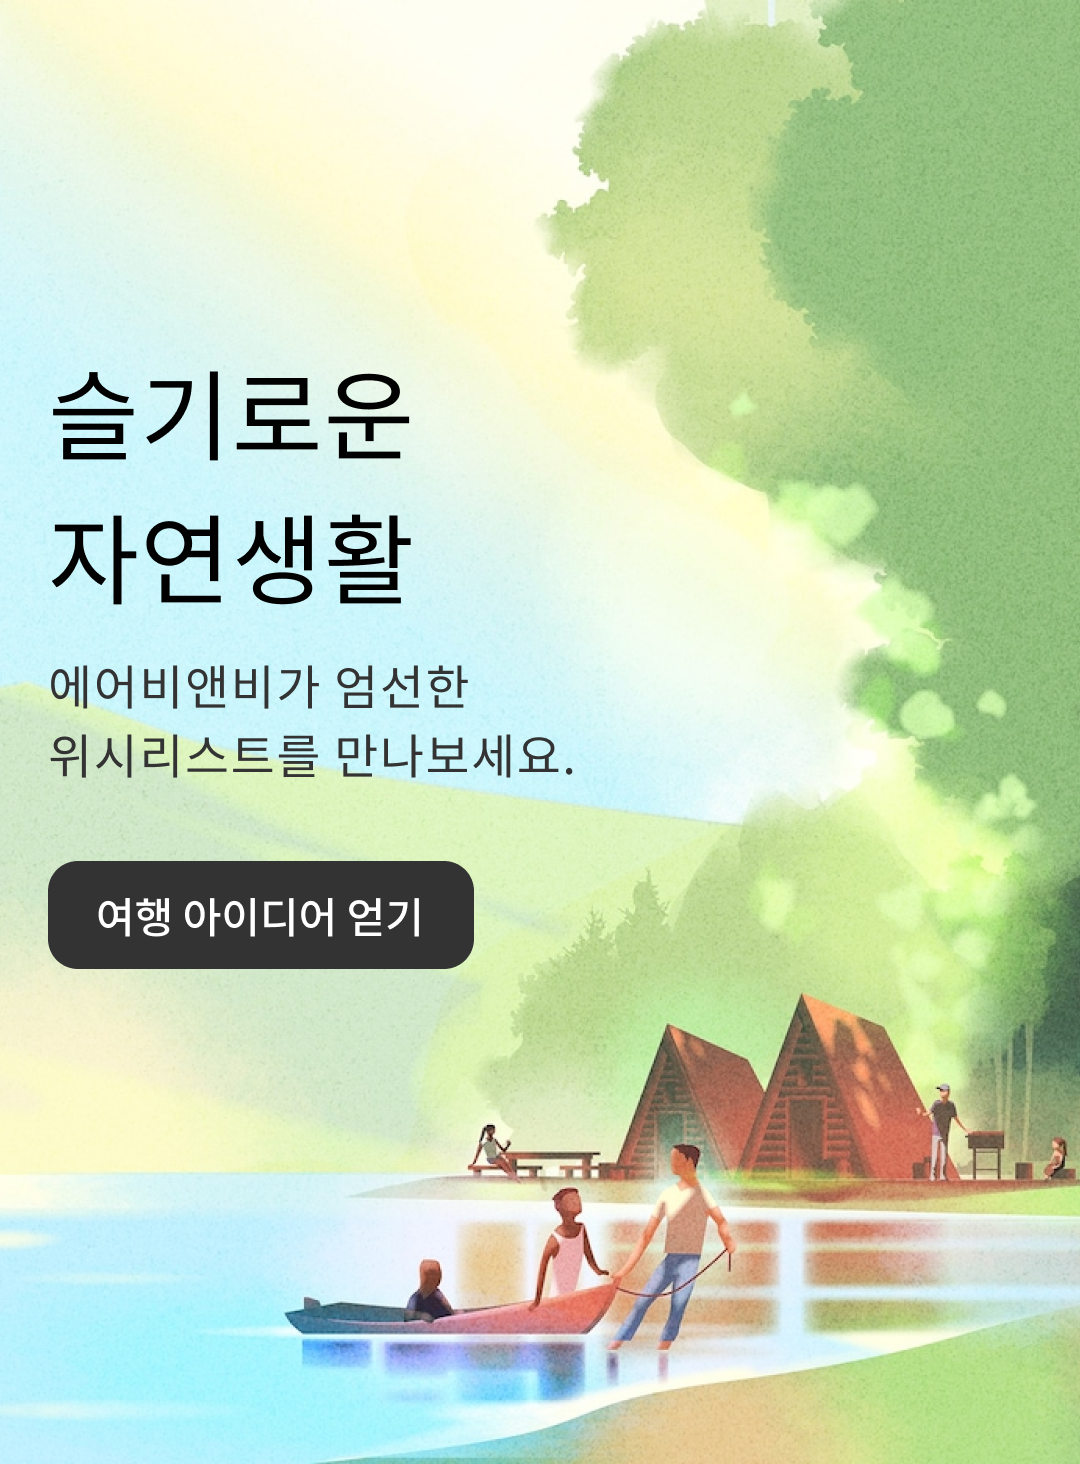 슬기로운
자연생활
에어비앤비가 엄선한
위시리스트를 만나보세요.
여행 아이디어 얻기